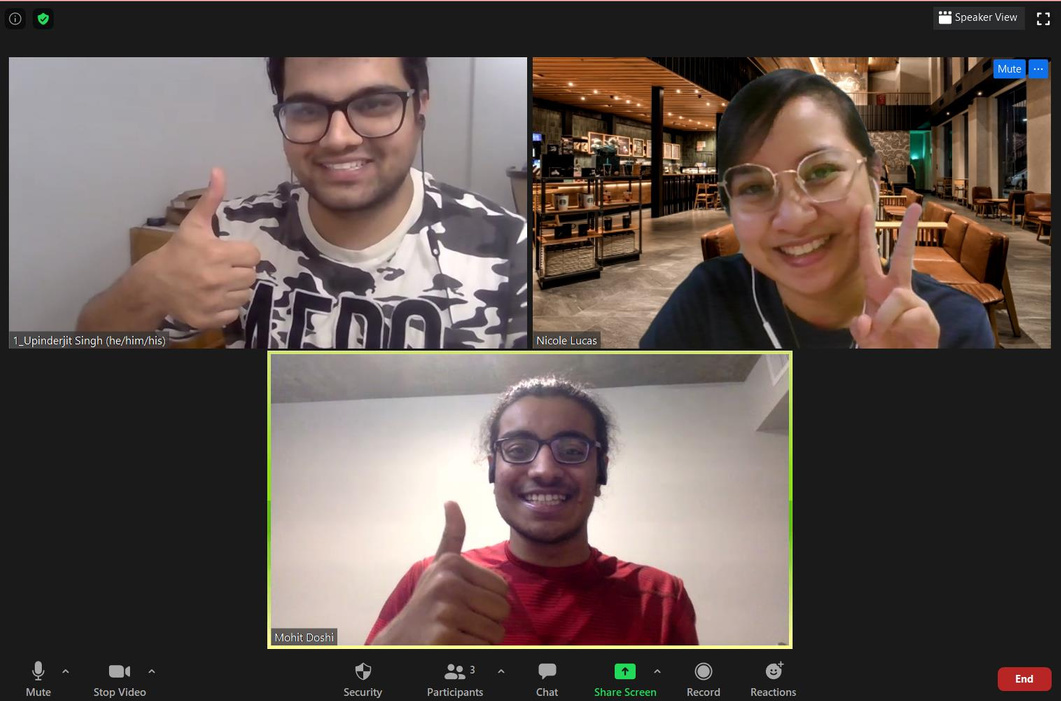 Speaker View
Mute ...
AERO
1_Upinderjit Singh (he/him/his)
Nicole Lucas
Mohit Doshi
Mute
Stop Video
Security
Participants 3
Chat
Share Screen
Record
Reactions
End